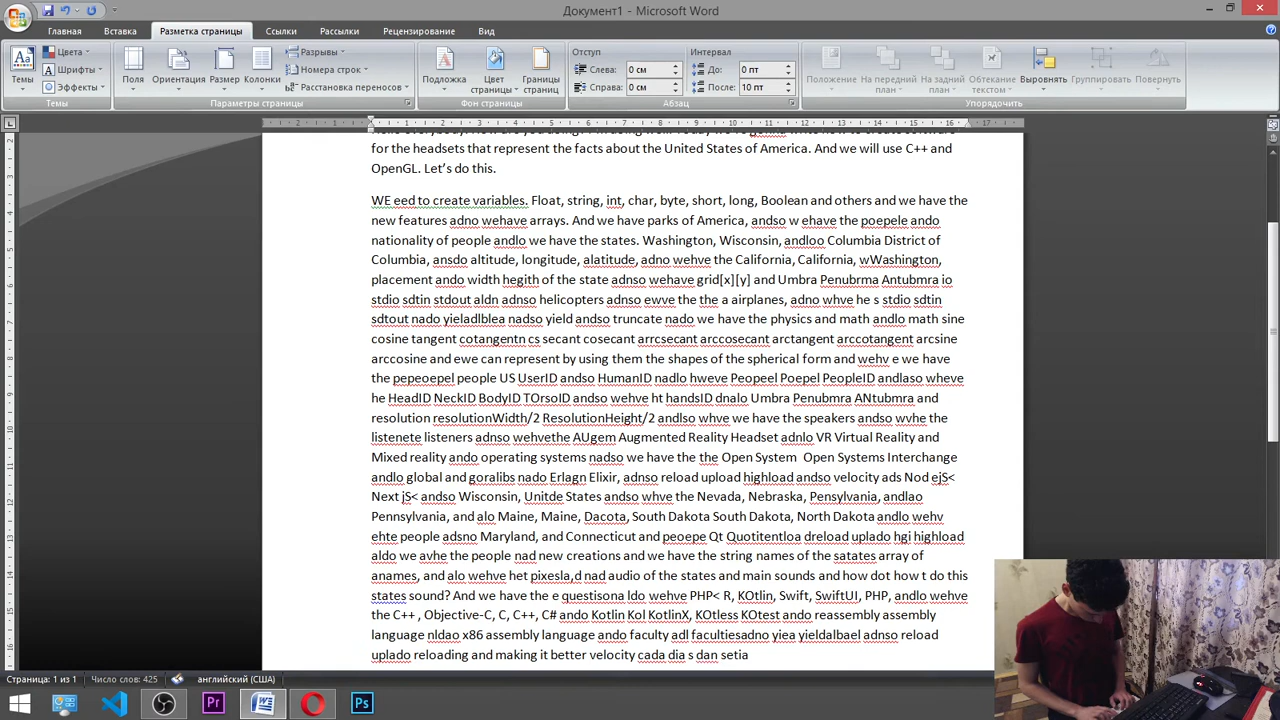 Документ1 - Microsoft Word
Главная Вставка Разметка страницы Ссылки Рассылки Рецензирование Вид
Цвета
Шрифты
Эффекты
Темы
Темы
Поля
Ориентация
Размер
Колонки
Разрывы
Номера строк
Расстановка переносов
Параметры страницы
Подложка
Цвет страницы
Границы страниц
Фон страницы
Отступ
Слева: 0 см
Справа: 0 см
Интервал
До: 0 пт
После: 10 пт
Абзац
Положение
На передний план
На задний план
Обтекание текстом
Выровнять
Группировать
Повернуть
Упорядочить
for the headsets that represent the facts about the United States of America. And we will use C++ and
OpenGL. Let’s do this.
WE eed to create variables. Float, string, int, char, byte, short, long, Boolean and others and we have the
new features adno wehave arrays. And we have parks of America, andso w ehave the poepele ando
nationality of people andlo we have the states. Washington, Wisconsin, andloo Columbia District of
Columbia, ansdo altitude, longitude, alatitude, adno wehve the California, California, wWashington,
placement ando width hegith of the state adnso wehave grid[x][y] and Umbra Penubrma Antubmra io
stdio sdtin stdout aldn adnso helicopters adnso ewve the the a airplanes, adno whve he s stdio sdtin
sdtout nado yieladlblea nadso yield andso truncate nado we have the physics and math andlo math sine
cosine tangent cotangentn cs secant cosecant arrcsecant arccosecant arctangent arccotangent arcsine
arccosine and ewe can represent by using them the shapes of the spherical form and wehv e we have
the pepeoepel people US UserID andso HumanID nadlo hweve Peopeel Poepel PeopleID andlaso wheve
he HeadID NeckID BodyID TOrsoID andso wehve ht handsID dnalo Umbra Penubmra ANtubmra and
resolution resolutionWidth/2 ResolutionHeight/2 andlso whve we have the speakers andso wvhe the
listenete listeners adnso wehvethe AUgem Augmented Reality Headset adnlo VR Virtual Reality and
Mixed reality ando operating systems nadso we have the the Open System  Open Systems Interchange
andlo global and goralibs nado Erlagn Elixir, adnso reload upload highload andso velocity ads Nod ejS<
Next jS< andso Wisconsin, Unitde States andso whve the Nevada, Nebraska, Pensylvania, andlao
Pennsylvania, and alo Maine, Maine, Dacota, South Dakota South Dakota, North Dakota andlo wehv
ehte people adsno Maryland, and Connecticut and peoepe Qt Quotitentloa dreload uplado hgj highload
aldo we avhe the people nad new creations and we have the string names of the satates array of
anames, and alo wehve het pixesla,d nad audio of the states and main sounds and how dot how t do this
states sound? And we have the e questisona ldo wehve PHP< R, KOtlin, Swift, SwiftUI, PHP, andlo wehve
the C++ , Objective-C, C, C++, C# ando Kotlin Kol KotlinX, KOtless KOtest ando reassembly assembly
language nldao x86 assembly language ando faculty adl facultiesadno yiea yieldalbael adnso reload
uplado reloading and making it better velocity cada dia s dan setia
Страница: 1 из 1 Число слов: 425 английский (США)
Pr Ps